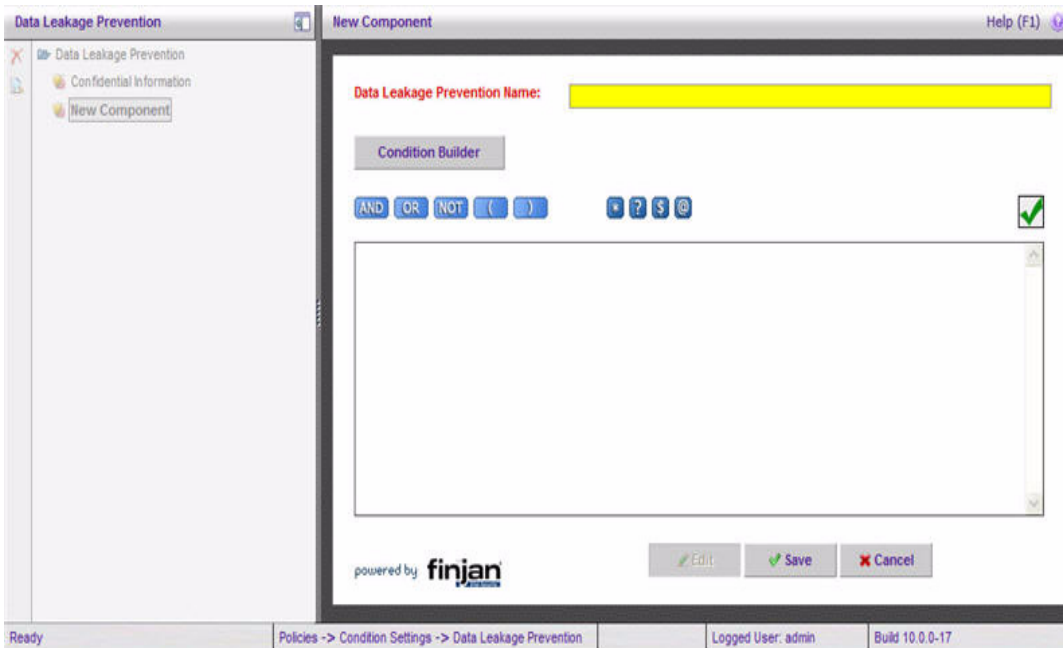 Data Leakage Prevention
New Component
Help (F1)
Data Leakage Prevention
Confidential Information
New Component
Data Leakage Prevention Name:
Condition Builder
AND OR NOT ( ) * ? $ @
Edit Save Cancel
powered by finjan
Ready
Policies -> Condition Settings -> Data Leakage Prevention
Logged User: admin
Build 10.0.0-17